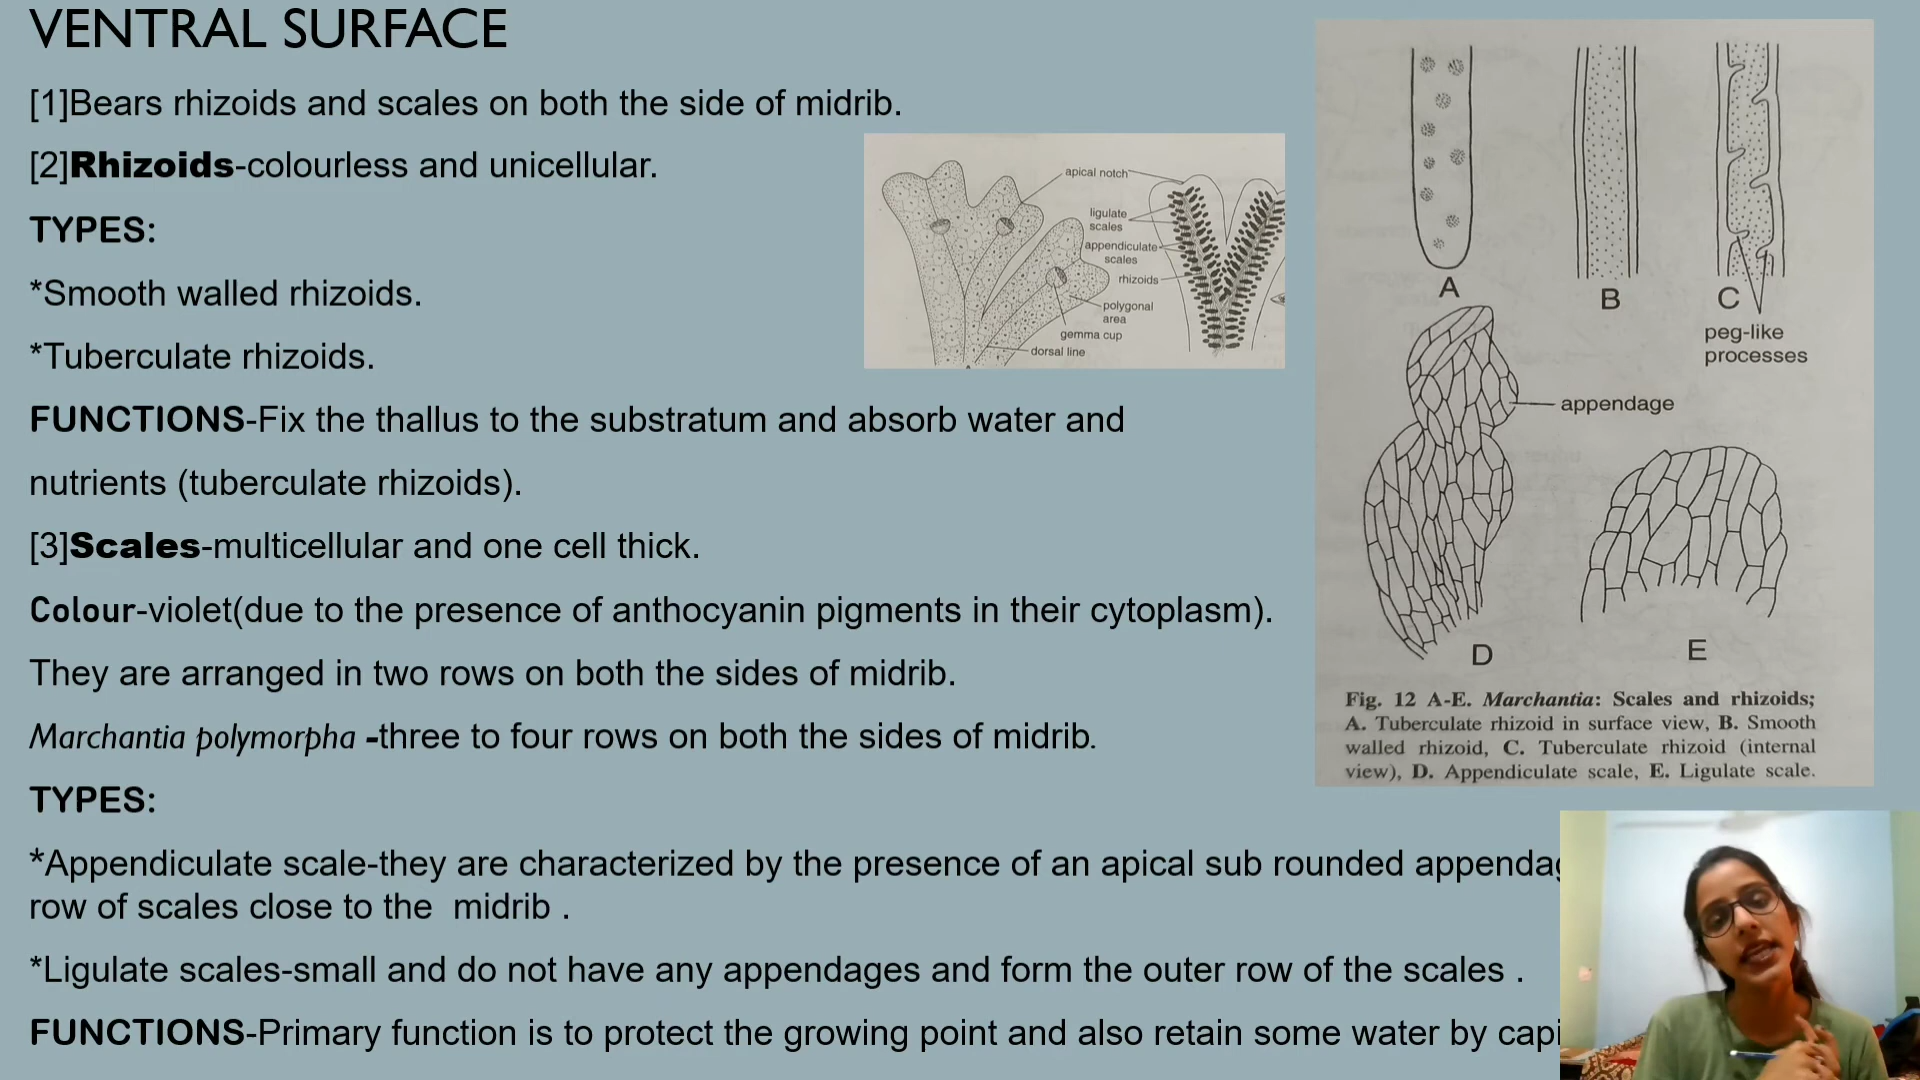 VENTRAL SURFACE
[1]Bears rhizoids and scales on both the side of midrib.
[2]Rhizoids-colourless and unicellular.
TYPES:
*Smooth walled rhizoids.
*Tuberculate rhizoids.
FUNCTIONS-Fix the thallus to the substratum and absorb water and
nutrients (tuberculate rhizoids).
[3]Scales-multicellular and one cell thick.
Colour-violet(due to the presence of anthocyanin pigments in their cytoplasm).
They are arranged in two rows on both the sides of midrib.
Marchantia polymorpha -three to four rows on both the sides of midrib.
TYPES:
*Appendiculate scale-they are characterized by the presence of an apical sub rounded
row of scales close to the midrib .
*Ligulate scales-small and do not have any appendages and form the outer row of the scales .
FUNCTIONS-Primary function is to protect the growing point and also retain some water by
apical notch
ligulate
scales
appendiculate
scales
rhizoids
polygonal
area
gemma cup
dorsal line
A
B
C
peg-like
processes
appendage
D
E
Fig. 12 A-E. Marchantia: Scales and rhizoids;
A. Tuberculate rhizoid in surface view, B. Smooth
walled rhizoid, C. Tuberculate rhizoid (internal
view), D. Appendiculate scale, E. Ligulate scale.